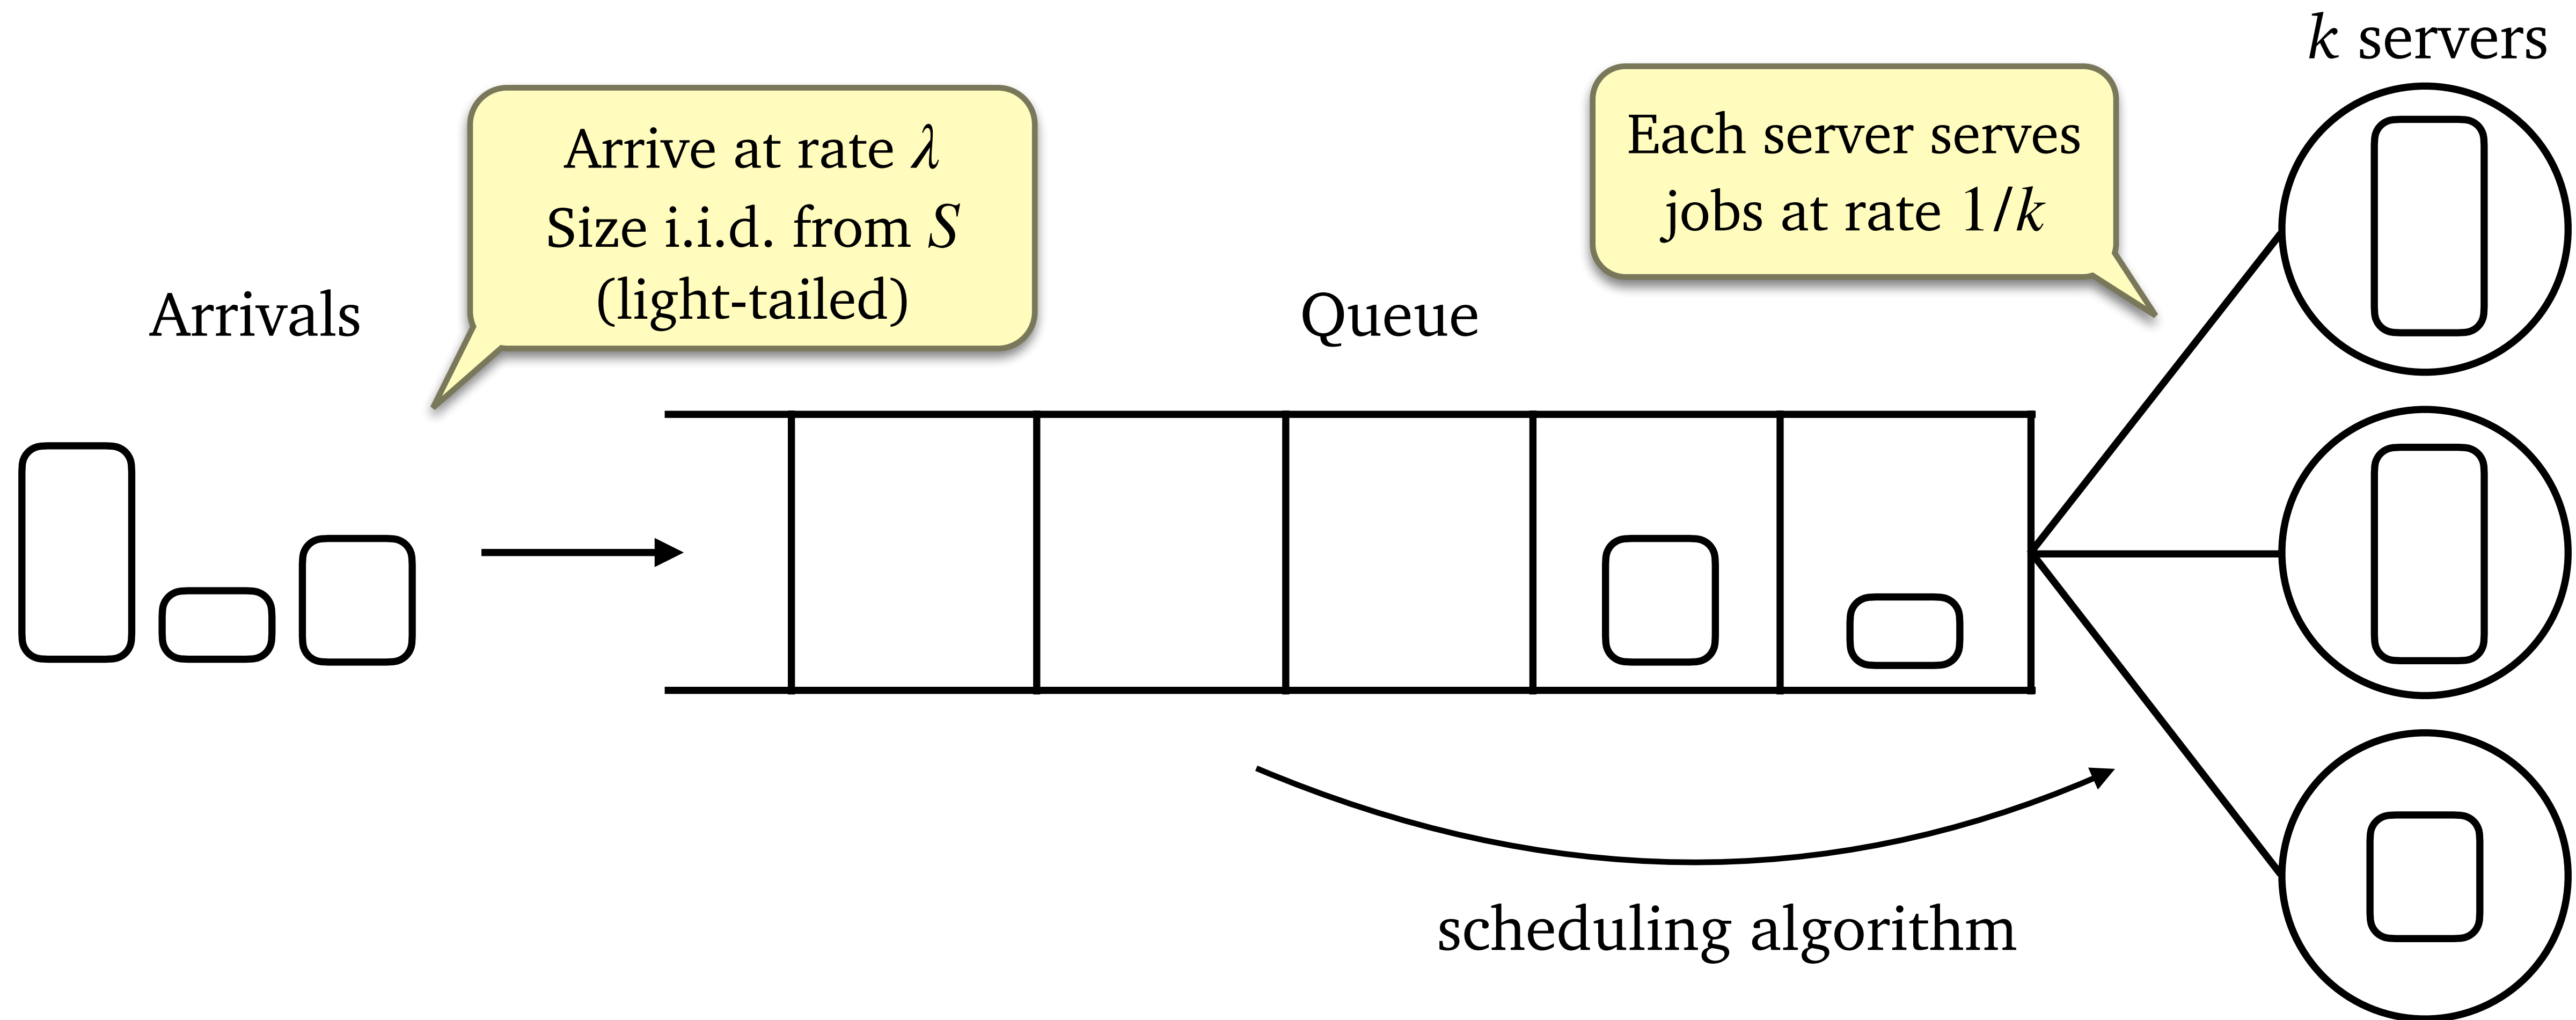 k servers
Arrive at rate λ
Size i.i.d. from S
(light-tailed)
Each server serves
jobs at rate 1/k
Arrivals
Queue
scheduling algorithm